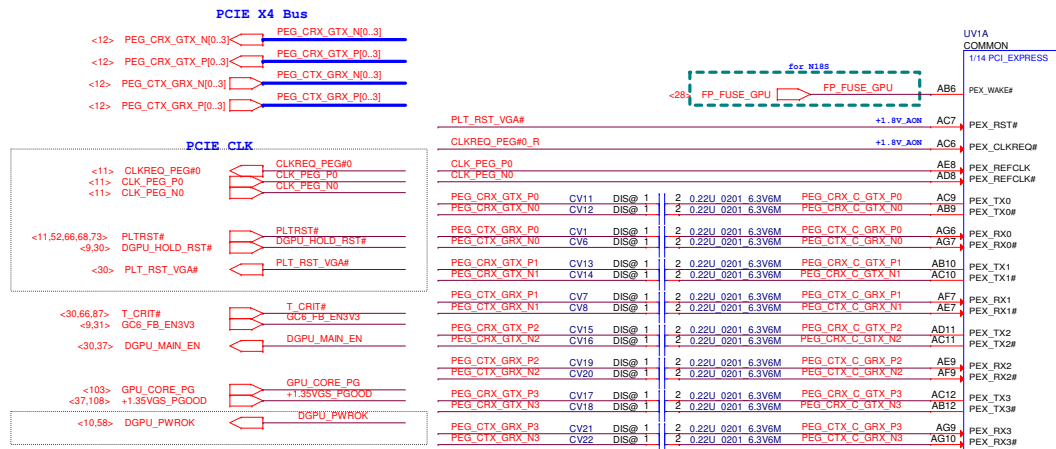 PCIE X4 Bus
<12> PEG_CRX_GTX_N[0..3] PEG_CRX_GTX_N[0..3]
<12> PEG_CRX_GTX_P[0..3] PEG_CRX_GTX_P[0..3]
<12> PEG_CTX_GRX_N[0..3] PEG_CTX_GRX_N[0..3]
<12> PEG_CTX_GRX_P[0..3] PEG_CTX_GRX_P[0..3]
PCIE CLK
<11> CLKREQ_PEG#0 CLKREQ_PEG#0
<11> CLK_PEG_P0 CLK_PEG_P0
<11> CLK_PEG_N0 CLK_PEG_N0
<11,52,66,68,73> PLTRST# PLTRST#
<9,30> DGPU_HOLD_RST# DGPU_HOLD_RST#
<30> PLT_RST_VGA# PLT_RST_VGA#
<30,66,87> T_CRIT# T_CRIT#
<9,31> GC6_FB_EN3V3 GC6_FB_EN3V3
<30,37> DGPU_MAIN_EN DGPU_MAIN_EN
<103> GPU_CORE_PG GPU_CORE_PG
<37,108> +1.35VGS_PGOOD +1.35VGS_PGOOD
<10,58> DGPU_PWROK DGPU_PWROK
UV1A
COMMON
1/14 PCI_EXPRESS
for N18S
<28> FP_FUSE_GPU FP_FUSE_GPU AB6 PEX_WAKE#
PLT_RST_VGA# +1.8V_AON AC7 PEX_RST#
CLKREQ_PEG#0_R +1.8V_AON AC6 PEX_CLKREQ#
CLK_PEG_P0 AE8 PEX_REFCLK
CLK_PEG_N0 AD8 PEX_REFCLK#
PEG_CRX_GTX_P0 CV11 DIS@ 1 2 0.22U_0201_6.3V6M PEG_CRX_C_GTX_P0 AC9 PEX_TX0
PEG_CRX_GTX_N0 CV12 DIS@ 1 2 0.22U_0201_6.3V6M PEG_CRX_C_GTX_N0 AB9 PEX_TX0#
PEG_CTX_GRX_P0 CV1 DIS@ 1 2 0.22U_0201_6.3V6M PEG_CTX_C_GRX_P0 AG6 PEX_RX0
PEG_CTX_GRX_N0 CV6 DIS@ 1 2 0.22U_0201_6.3V6M PEG_CTX_C_GRX_N0 AG7 PEX_RX0#
PEG_CRX_GTX_P1 CV13 DIS@ 1 2 0.22U_0201_6.3V6M PEG_CRX_C_GTX_P1 AB10 PEX_TX1
PEG_CRX_GTX_N1 CV14 DIS@ 1 2 0.22U_0201_6.3V6M PEG_CRX_C_GTX_N1 AC10 PEX_TX1#
PEG_CTX_GRX_P1 CV7 DIS@ 1 2 0.22U_0201_6.3V6M PEG_CTX_C_GRX_P1 AF7 PEX_RX1
PEG_CTX_GRX_N1 CV8 DIS@ 1 2 0.22U_0201_6.3V6M PEG_CTX_C_GRX_N1 AE7 PEX_RX1#
PEG_CRX_GTX_P2 CV15 DIS@ 1 2 0.22U_0201_6.3V6M PEG_CRX_C_GTX_P2 AD11 PEX_TX2
PEG_CRX_GTX_N2 CV16 DIS@ 1 2 0.22U_0201_6.3V6M PEG_CRX_C_GTX_N2 AC11 PEX_TX2#
PEG_CTX_GRX_P2 CV19 DIS@ 1 2 0.22U_0201_6.3V6M PEG_CTX_C_GRX_P2 AE9 PEX_RX2
PEG_CTX_GRX_N2 CV20 DIS@ 1 2 0.22U_0201_6.3V6M PEG_CTX_C_GRX_N2 AF9 PEX_RX2#
PEG_CRX_GTX_P3 CV17 DIS@ 1 2 0.22U_0201_6.3V6M PEG_CRX_C_GTX_P3 AC12 PEX_TX3
PEG_CRX_GTX_N3 CV18 DIS@ 1 2 0.22U_0201_6.3V6M PEG_CRX_C_GTX_N3 AB12 PEX_TX3#
PEG_CTX_GRX_P3 CV21 DIS@ 1 2 0.22U_0201_6.3V6M PEG_CTX_C_GRX_P3 AG9 PEX_RX3
PEG_CTX_GRX_N3 CV22 DIS@ 1 2 0.22U_0201_6.3V6M PEG_CTX_C_GRX_N3 AG10 PEX_RX3#